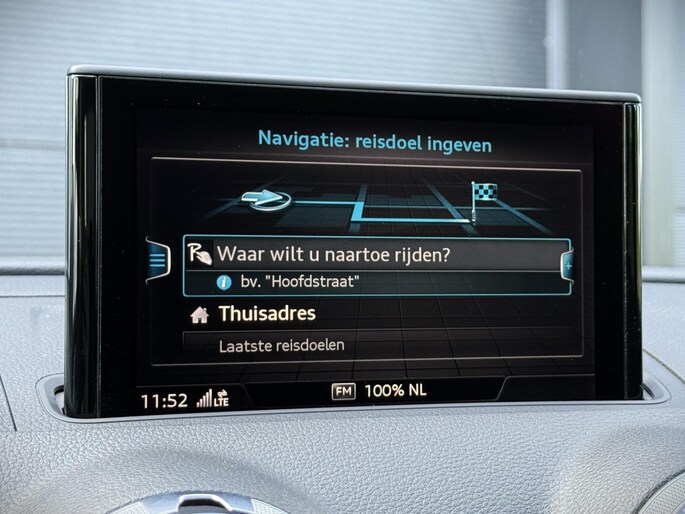 Navigatie: reisdoel ingeven
Waar wilt u naartoe rijden?
bv. "Hoofdstraat"
Thuisadres
Laatste reisdoelen
11:52 LTE FM 100% NL